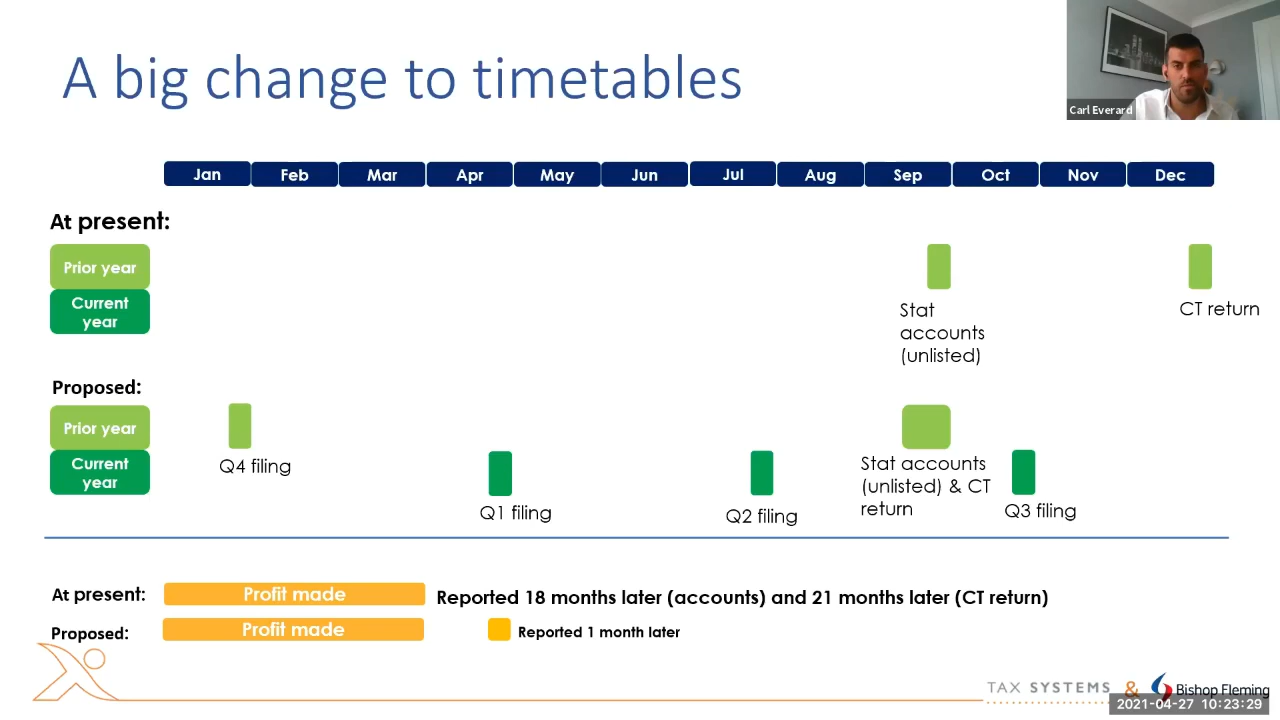 A big change to timetables
Carl Everard
Jan Feb Mar Apr May Jun Jul Aug Sep Oct Nov Dec
At present:
Prior year
Current
year
Stat
accounts
(unlisted)
CT return
Proposed:
Prior year
Current
year
Q4 filing
Q1 filing
Q2 filing
Stat accounts
(unlisted) & CT
return
Q3 filing
At present:
Profit made
Reported 18 months later (accounts) and 21 months later (CT return)
Proposed:
Profit made
Reported 1 month later
TAX SYSTEMS & Bishop Fleming
2021-04-27 10:23:29